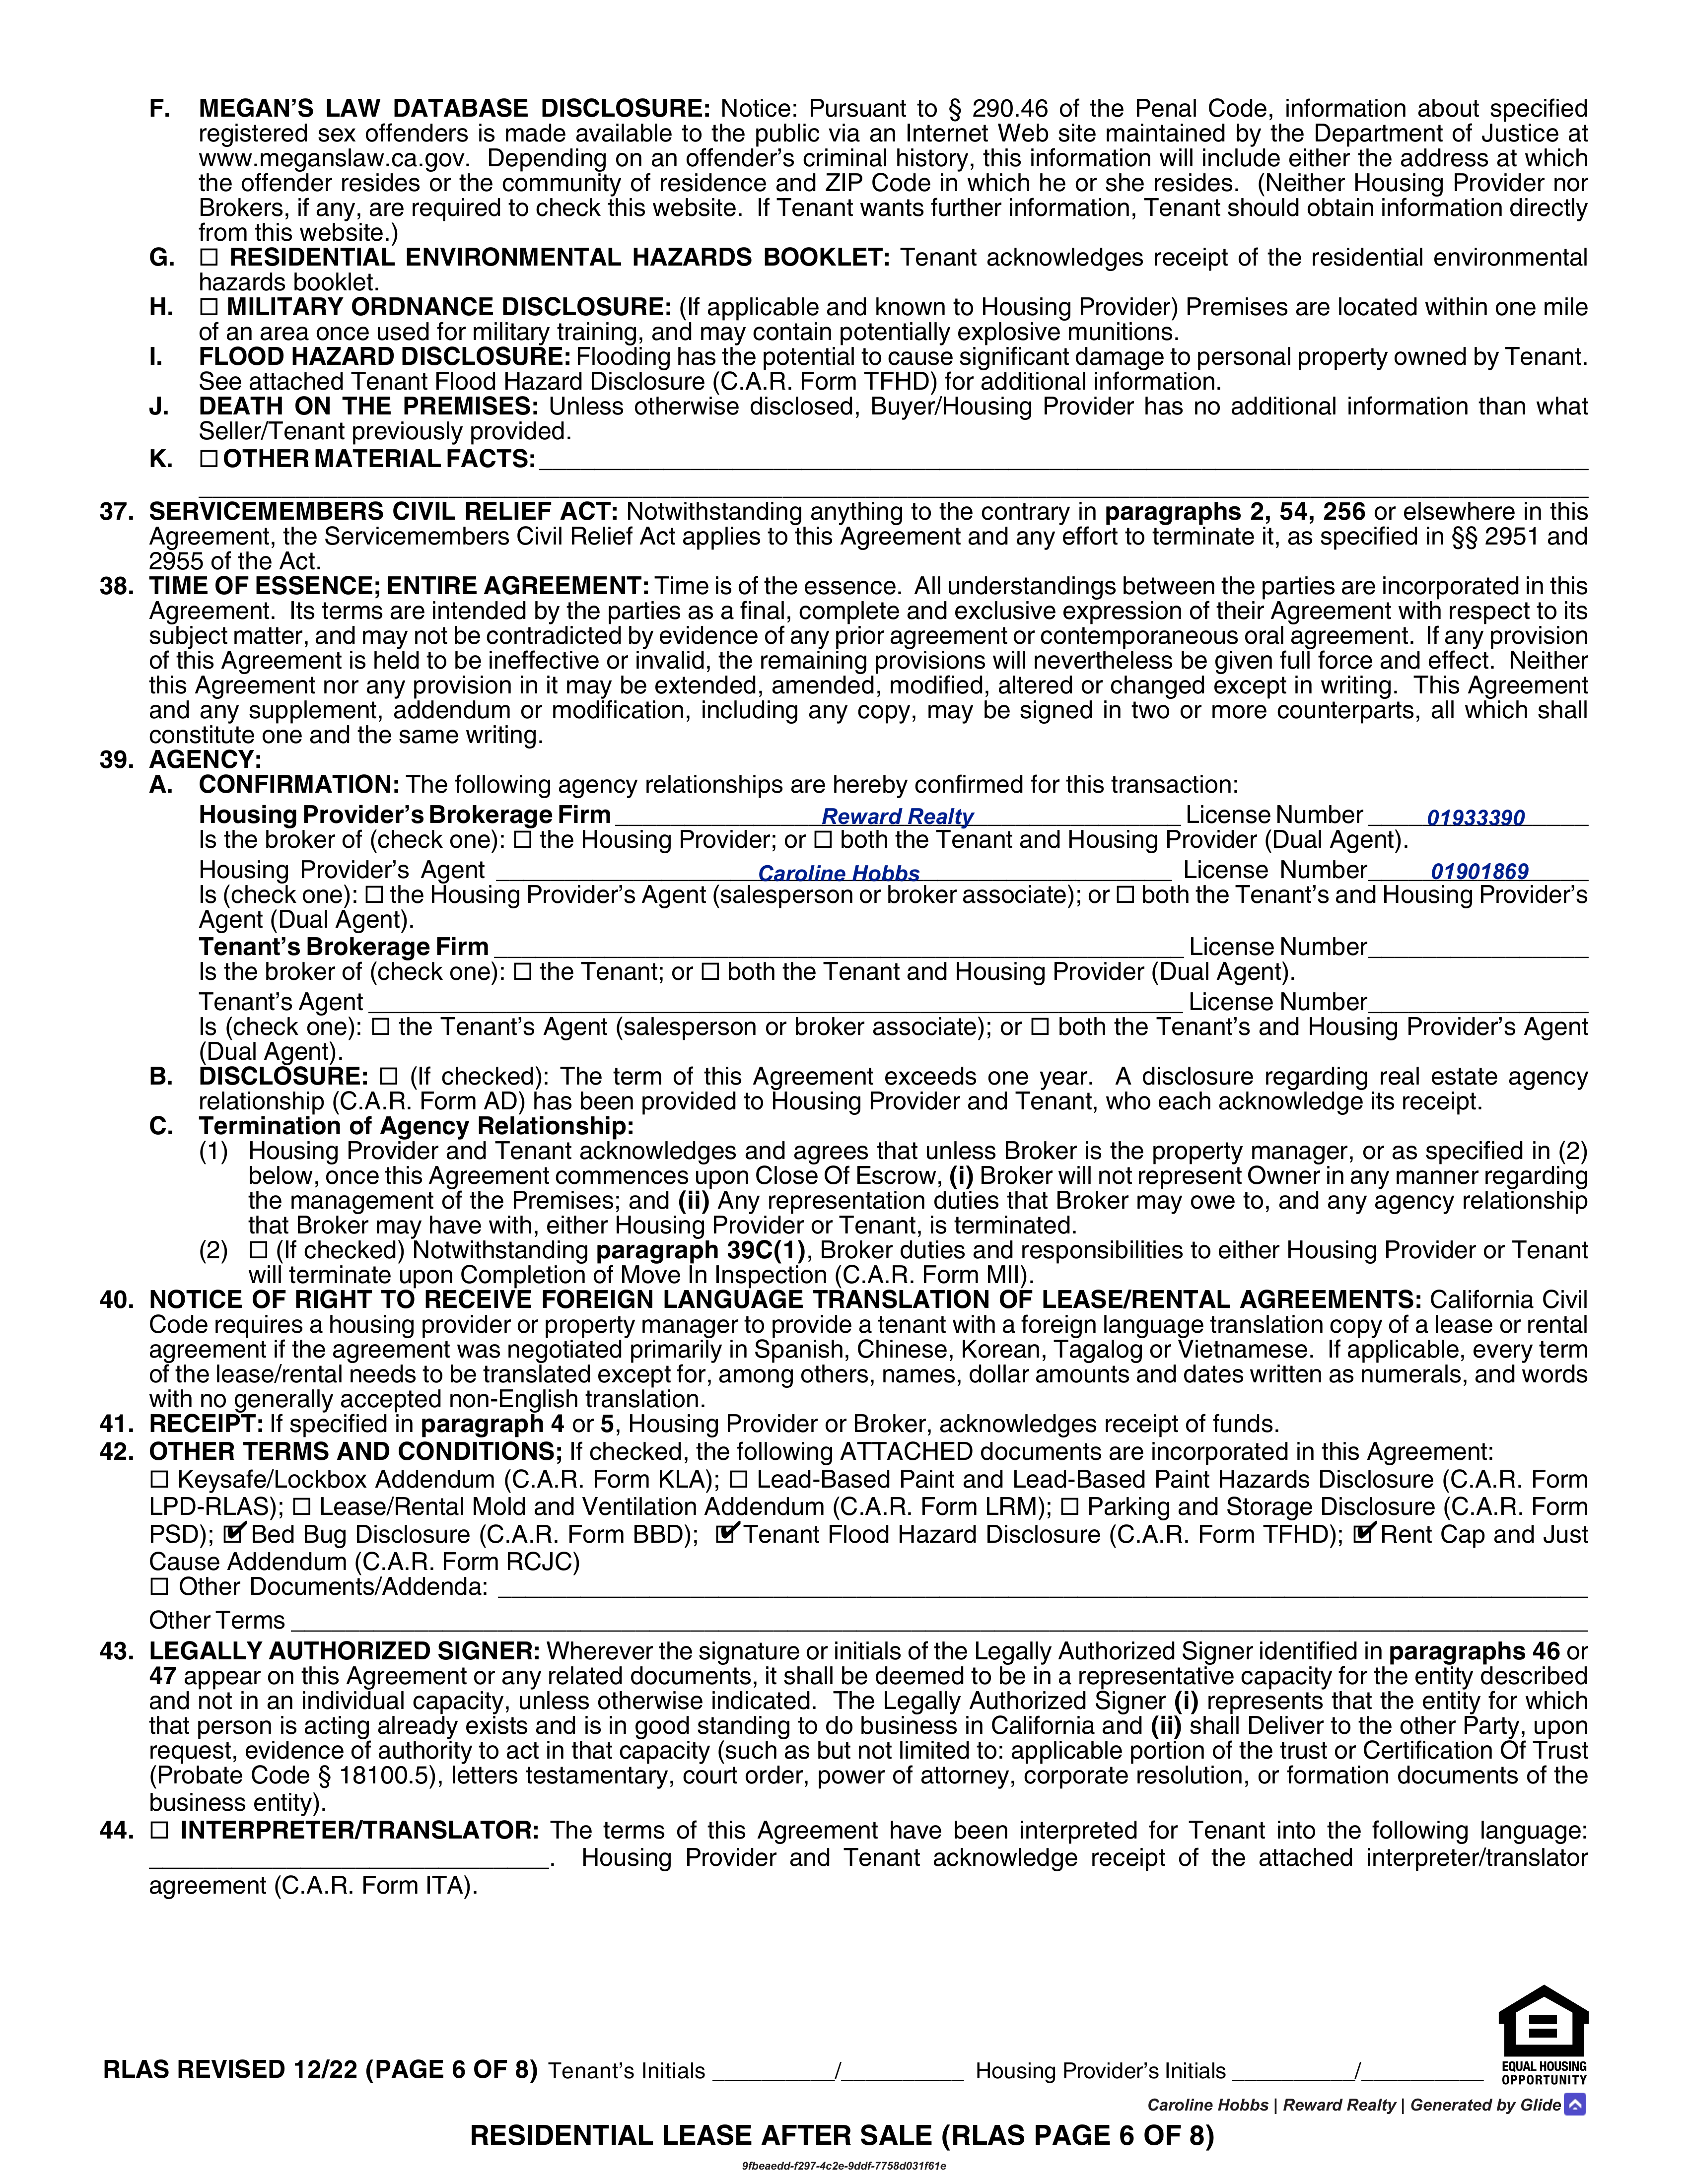 F. MEGAN’S LAW DATABASE DISCLOSURE: Notice: Pursuant to § 290.46 of the Penal Code, information about specified
registered sex offenders is made available to the public via an Internet Web site maintained by the Department of Justice at
www.meganslaw.ca.gov. Depending on an offender’s criminal history, this information will include either the address at which
the offender resides or the community of residence and ZIP Code in which he or she resides. (Neither Housing Provider nor
Brokers, if any, are required to check this website. If Tenant wants further information, Tenant should obtain information directly
from this website.)
G. ☐ RESIDENTIAL ENVIRONMENTAL HAZARDS BOOKLET: Tenant acknowledges receipt of the residential environmental
hazards booklet.
H. ☐ MILITARY ORDNANCE DISCLOSURE: (If applicable and known to Housing Provider) Premises are located within one mile
of an area once used for military training, and may contain potentially explosive munitions.
I. FLOOD HAZARD DISCLOSURE: Flooding has the potential to cause significant damage to personal property owned by Tenant.
See attached Tenant Flood Hazard Disclosure (C.A.R. Form TFHD) for additional information.
J. DEATH ON THE PREMISES: Unless otherwise disclosed, Buyer/Housing Provider has no additional information than what
Seller/Tenant previously provided.
K. ☐ OTHER MATERIAL FACTS:
37. SERVICEMEMBERS CIVIL RELIEF ACT: Notwithstanding anything to the contrary in paragraphs 2, 54, 256 or elsewhere in this
Agreement, the Servicemembers Civil Relief Act applies to this Agreement and any effort to terminate it, as specified in §§ 2951 and
2955 of the Act.
38. TIME OF ESSENCE; ENTIRE AGREEMENT: Time is of the essence. All understandings between the parties are incorporated in this
Agreement. Its terms are intended by the parties as a final, complete and exclusive expression of their Agreement with respect to its
subject matter, and may not be contradicted by evidence of any prior agreement or contemporaneous oral agreement. If any provision
of this Agreement is held to be ineffective or invalid, the remaining provisions will nevertheless be given full force and effect. Neither
this Agreement nor any provision in it may be extended, amended, modified, altered or changed except in writing. This Agreement
and any supplement, addendum or modification, including any copy, may be signed in two or more counterparts, all which shall
constitute one and the same writing.
39. AGENCY:
A. CONFIRMATION: The following agency relationships are hereby confirmed for this transaction:
Housing Provider’s Brokerage Firm Reward Realty License Number 01933390
Is the broker of (check one): ☐ the Housing Provider; or ☐ both the Tenant and Housing Provider (Dual Agent).
Housing Provider’s Agent Caroline Hobbs License Number 01901869
Is (check one): ☐ the Housing Provider’s Agent (salesperson or broker associate); or ☐ both the Tenant’s and Housing Provider’s
Agent (Dual Agent).
Tenant’s Brokerage Firm License Number
Is the broker of (check one): ☐ the Tenant; or ☐ both the Tenant and Housing Provider (Dual Agent).
Tenant’s Agent License Number
Is (check one): ☐ the Tenant’s Agent (salesperson or broker associate); or ☐ both the Tenant’s and Housing Provider’s Agent
(Dual Agent).
B. DISCLOSURE: ☐ (If checked): The term of this Agreement exceeds one year. A disclosure regarding real estate agency
relationship (C.A.R. Form AD) has been provided to Housing Provider and Tenant, who each acknowledge its receipt.
C. Termination of Agency Relationship:
(1) Housing Provider and Tenant acknowledges and agrees that unless Broker is the property manager, or as specified in (2)
below, once this Agreement commences upon Close Of Escrow, (i) Broker will not represent Owner in any manner regarding
the management of the Premises; and (ii) Any representation duties that Broker may owe to, and any agency relationship
that Broker may have with, either Housing Provider or Tenant, is terminated.
(2) ☐ (If checked) Notwithstanding paragraph 39C(1), Broker duties and responsibilities to either Housing Provider or Tenant
will terminate upon Completion of Move In Inspection (C.A.R. Form MII).
40. NOTICE OF RIGHT TO RECEIVE FOREIGN LANGUAGE TRANSLATION OF LEASE/RENTAL AGREEMENTS: California Civil
Code requires a housing provider or property manager to provide a tenant with a foreign language translation copy of a lease or rental
agreement if the agreement was negotiated primarily in Spanish, Chinese, Korean, Tagalog or Vietnamese. If applicable, every term
of the lease/rental needs to be translated except for, among others, names, dollar amounts and dates written as numerals, and words
with no generally accepted non-English translation.
41. RECEIPT: If specified in paragraph 4 or 5, Housing Provider or Broker, acknowledges receipt of funds.
42. OTHER TERMS AND CONDITIONS; If checked, the following ATTACHED documents are incorporated in this Agreement:
☐ Keysafe/Lockbox Addendum (C.A.R. Form KLA); ☐ Lead-Based Paint and Lead-Based Paint Hazards Disclosure (C.A.R. Form
LPD-RLAS); ☐ Lease/Rental Mold and Ventilation Addendum (C.A.R. Form LRM); ☐ Parking and Storage Disclosure (C.A.R. Form
PSD); ☑ Bed Bug Disclosure (C.A.R. Form BBD); ☑ Tenant Flood Hazard Disclosure (C.A.R. Form TFHD); ☑ Rent Cap and Just
Cause Addendum (C.A.R. Form RCJC)
☐ Other Documents/Addenda:
Other Terms
43. LEGALLY AUTHORIZED SIGNER: Wherever the signature or initials of the Legally Authorized Signer identified in paragraphs 46 or
47 appear on this Agreement or any related documents, it shall be deemed to be in a representative capacity for the entity described
and not in an individual capacity, unless otherwise indicated. The Legally Authorized Signer (i) represents that the entity for which
that person is acting already exists and is in good standing to do business in California and (ii) shall Deliver to the other Party, upon
request, evidence of authority to act in that capacity (such as but not limited to: applicable portion of the trust or Certification Of Trust
(Probate Code § 18100.5), letters testamentary, court order, power of attorney, corporate resolution, or formation documents of the
business entity).
44. ☐ INTERPRETER/TRANSLATOR: The terms of this Agreement have been interpreted for Tenant into the following language:
. Housing Provider and Tenant acknowledge receipt of the attached interpreter/translator
agreement (C.A.R. Form ITA).
EQUAL HOUSING
OPPORTUNITY
RLAS REVISED 12/22 (PAGE 6 OF 8) Tenant’s Initials / Housing Provider’s Initials /
Caroline Hobbs | Reward Realty | Generated by Glide
RESIDENTIAL LEASE AFTER SALE (RLAS PAGE 6 OF 8)
9fbeaedd-f297-4c2e-9ddf-7758d031f61e